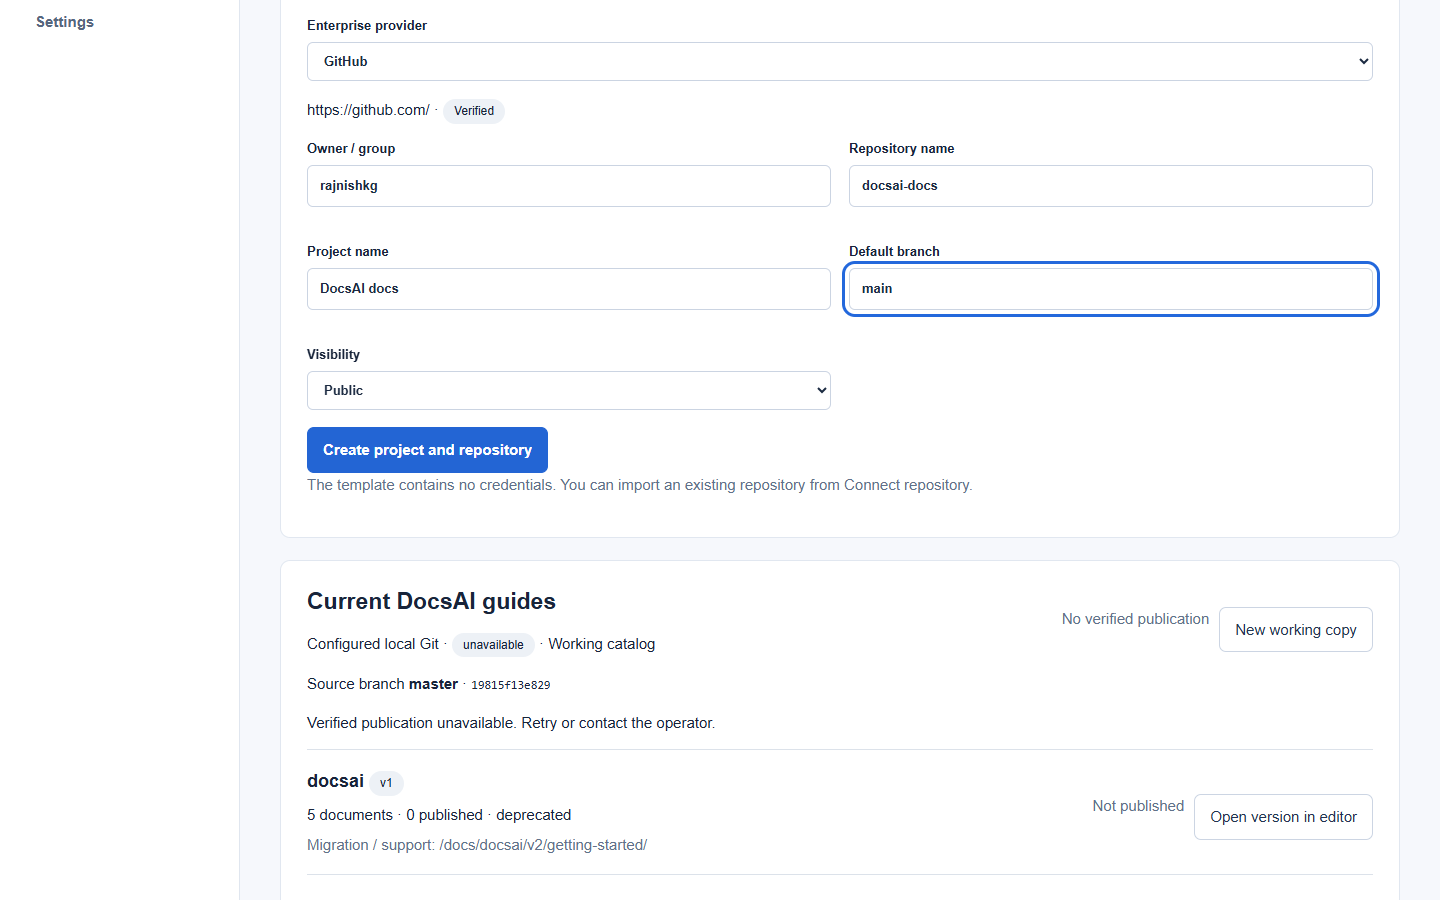 Settings
Enterprise provider
GitHub
https://github.com/ · Verified
Owner / group
Repository name
rajnishkg
docsai-docs
Project name
Default branch
DocsAI docs
main
Visibility
Public
Create project and repository
The template contains no credentials. You can import an existing repository from Connect repository.
Current DocsAI guides
No verified publication
New working copy
Configured local Git · unavailable · Working catalog
Source branch master · 19815f13e829
Verified publication unavailable. Retry or contact the operator.
docsai v1
5 documents · 0 published · deprecated
Not published
Open version in editor
Migration / support: /docs/docsai/v2/getting-started/